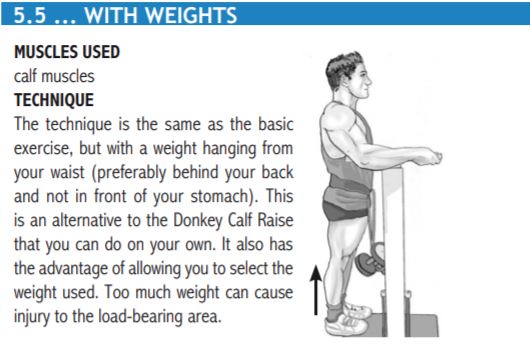 5.5 ... WITH WEIGHTS
MUSCLES USED
calf muscles
TECHNIQUE
The technique is the same as the basic
exercise, but with a weight hanging from
your waist (preferably behind your back
and not in front of your stomach). This
is an alternative to the Donkey Calf Raise
that you can do on your own. It also has
the advantage of allowing you to select the
weight used. Too much weight can cause
injury to the load-bearing area.